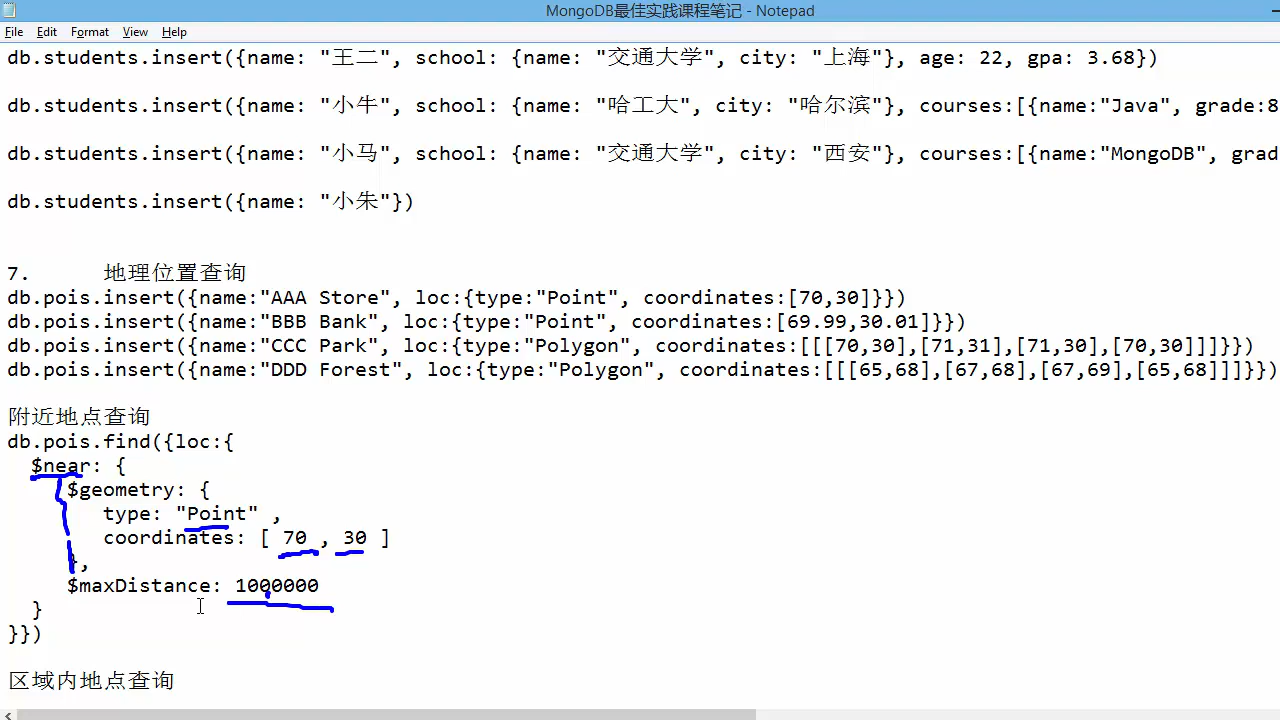 MongoDB最佳实践课程笔记 - Notepad
File Edit Format View Help
db.students.insert({name: "王二", school: {name: "交通大学", city: "上海"}, age: 22, gpa: 3.68})
db.students.insert({name: "小牛", school: {name: "哈工大", city: "哈尔滨"}, courses:[{name:"Java", grade:8
db.students.insert({name: "小马", school: {name: "交通大学", city: "西安"}, courses:[{name:"MongoDB", grad
db.students.insert({name: "小朱"})
7. 地理位置查询
db.pois.insert({name:"AAA Store", loc:{type:"Point", coordinates:[70,30]}})
db.pois.insert({name:"BBB Bank", loc:{type:"Point", coordinates:[69.99,30.01]}})
db.pois.insert({name:"CCC Park", loc:{type:"Polygon", coordinates:[[[70,30],[71,31],[71,30],[70,30]]]}})
db.pois.insert({name:"DDD Forest", loc:{type:"Polygon", coordinates:[[[65,68],[67,68],[67,69],[65,68]]]}})
附近地点查询
db.pois.find({loc:{
$near: {
$geometry: {
type: "Point" ,
coordinates: [ 70 , 30 ]
},
$maxDistance: 1000000
}
}})
区域内地点查询